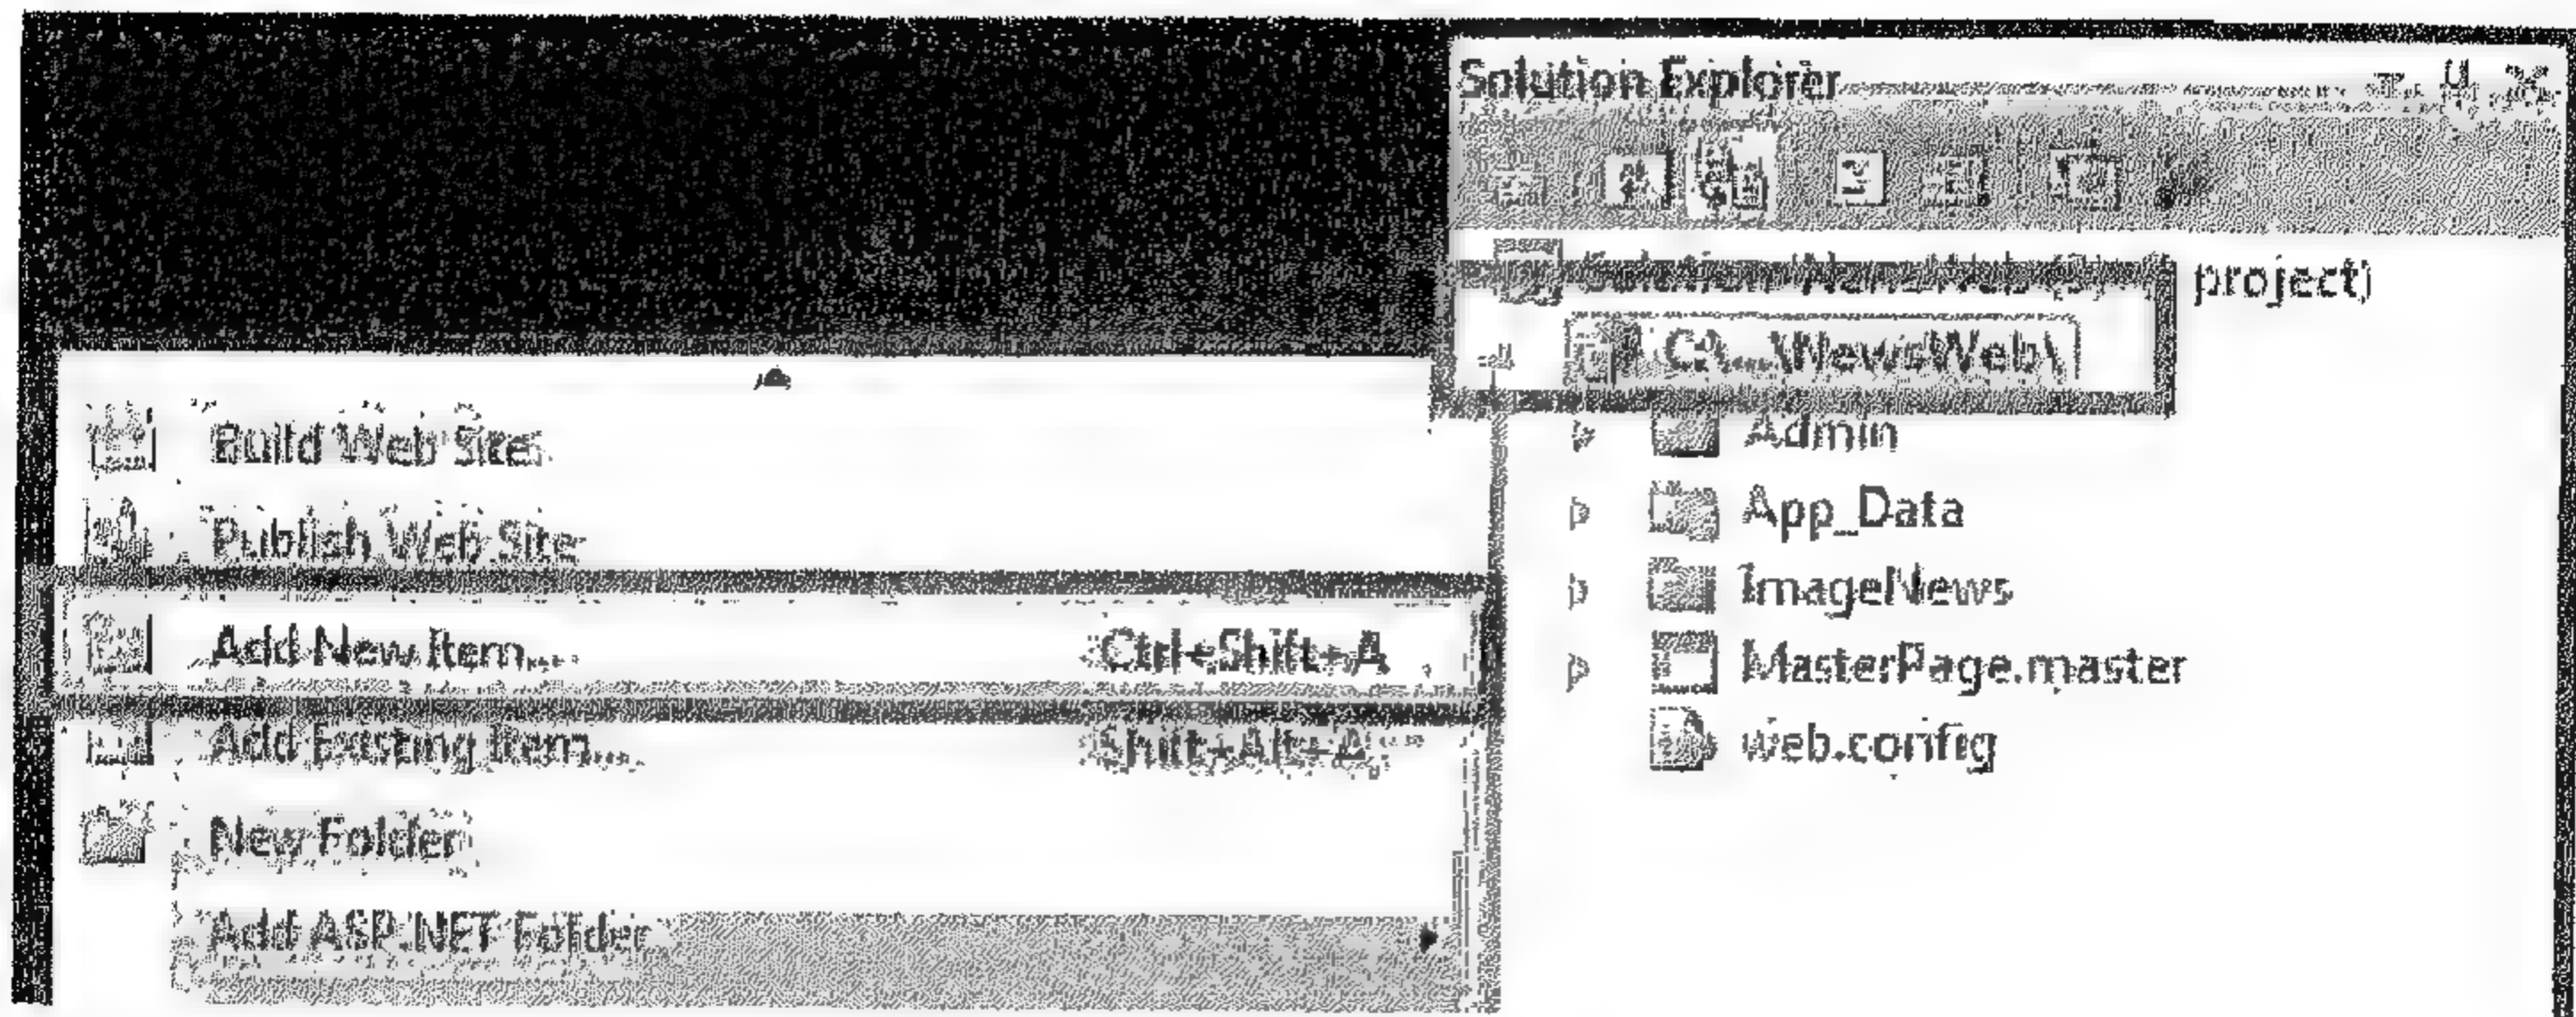 Solution Explorer
project)
C:\...\NewsWeb\
Admin
App_Data
ImageNews
MasterPage.master
web.config
Build Web Site
Publish Web Site
Add New Item... Ctrl+Shift+A
Add Existing Item... Shift+Alt+A
New Folder
Add ASP.NET Folder